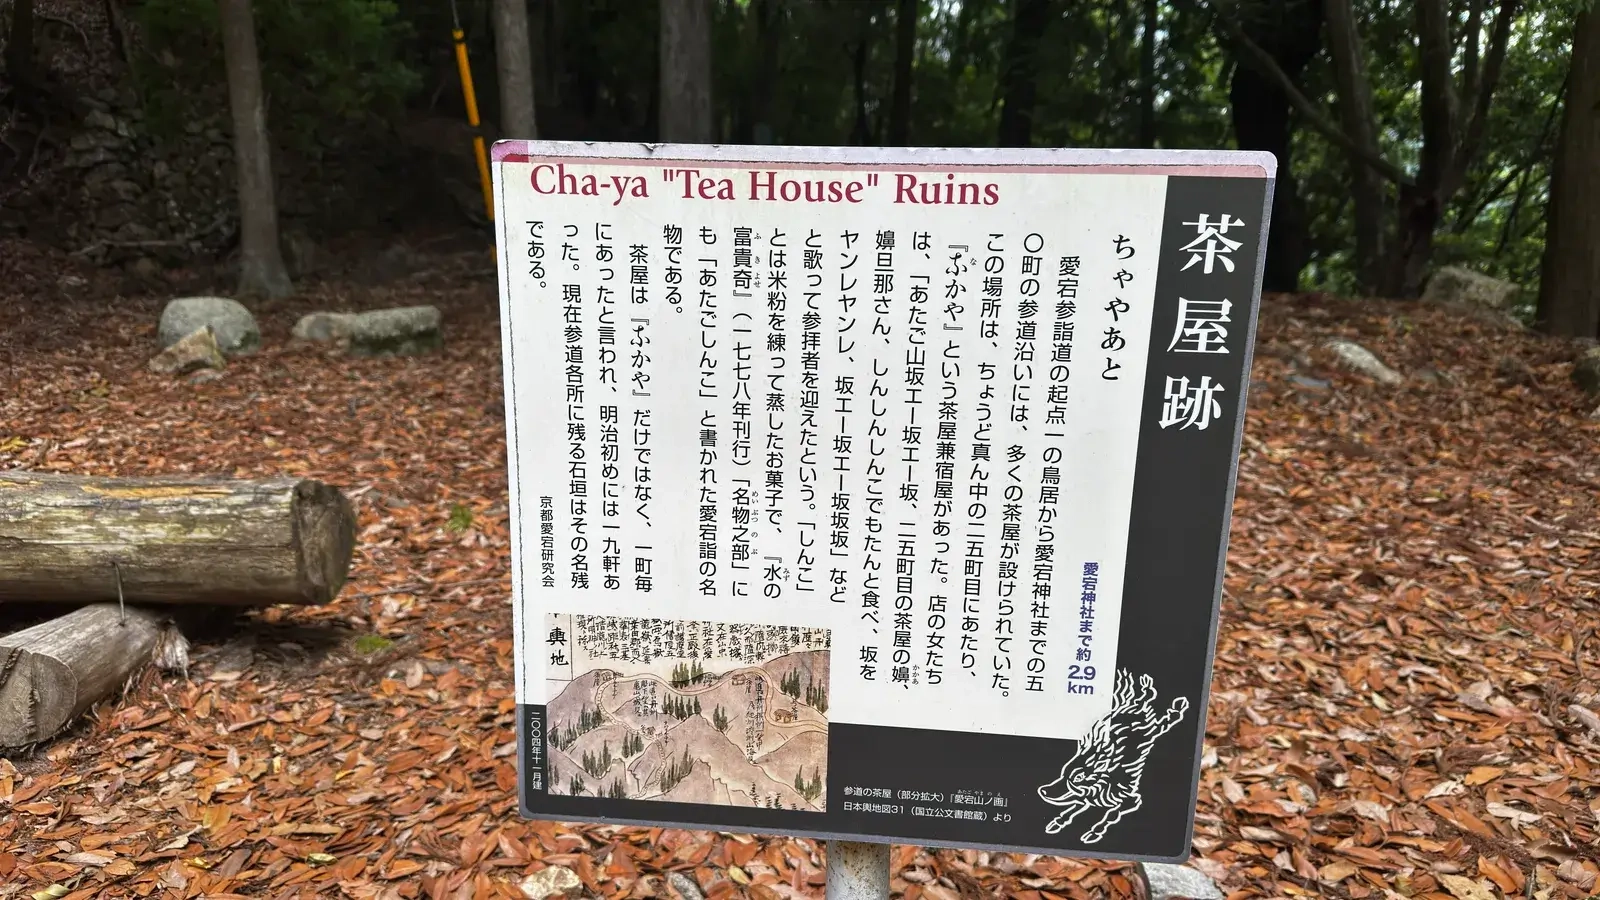 Cha-ya "Tea House" Ruins
茶屋跡
ちゃやあと
愛宕神社まで約2.9km
愛宕参詣道の起点一の鳥居から愛宕神社までの五
〇町の参道沿いには、多くの茶屋が設けられていた。
この場所は、ちょうど真ん中の二五町目にあたり、
『なかや』という茶屋兼宿屋があった。店の女たち
は、「あたご山坂エー坂エー坂、二五町目の茶屋の嬶、
嬶旦那さん、しんしんしんこでもたんと食べ、坂を
ヤンレヤンレ、坂エー坂エー坂坂坂」など
と歌って参拝者を迎えたという。「しんこ」
とは米粉を練って蒸したお菓子で、『水の
富貴奇』(一七七八年刊行)「名物之部」に
も「あたごしんこ」と書かれた愛宕詣の名
物である。
茶屋は『なかや』だけではなく、一町毎
にあったと言われ、明治初めには一九軒あ
った。現在参道各所に残る石垣はその名残
である。
京都愛宕研究会
二〇〇四年十一月建
輿地
参道の茶屋(部分拡大)『愛宕山ノ画』
日本輿地図31(国立公文書館蔵)より